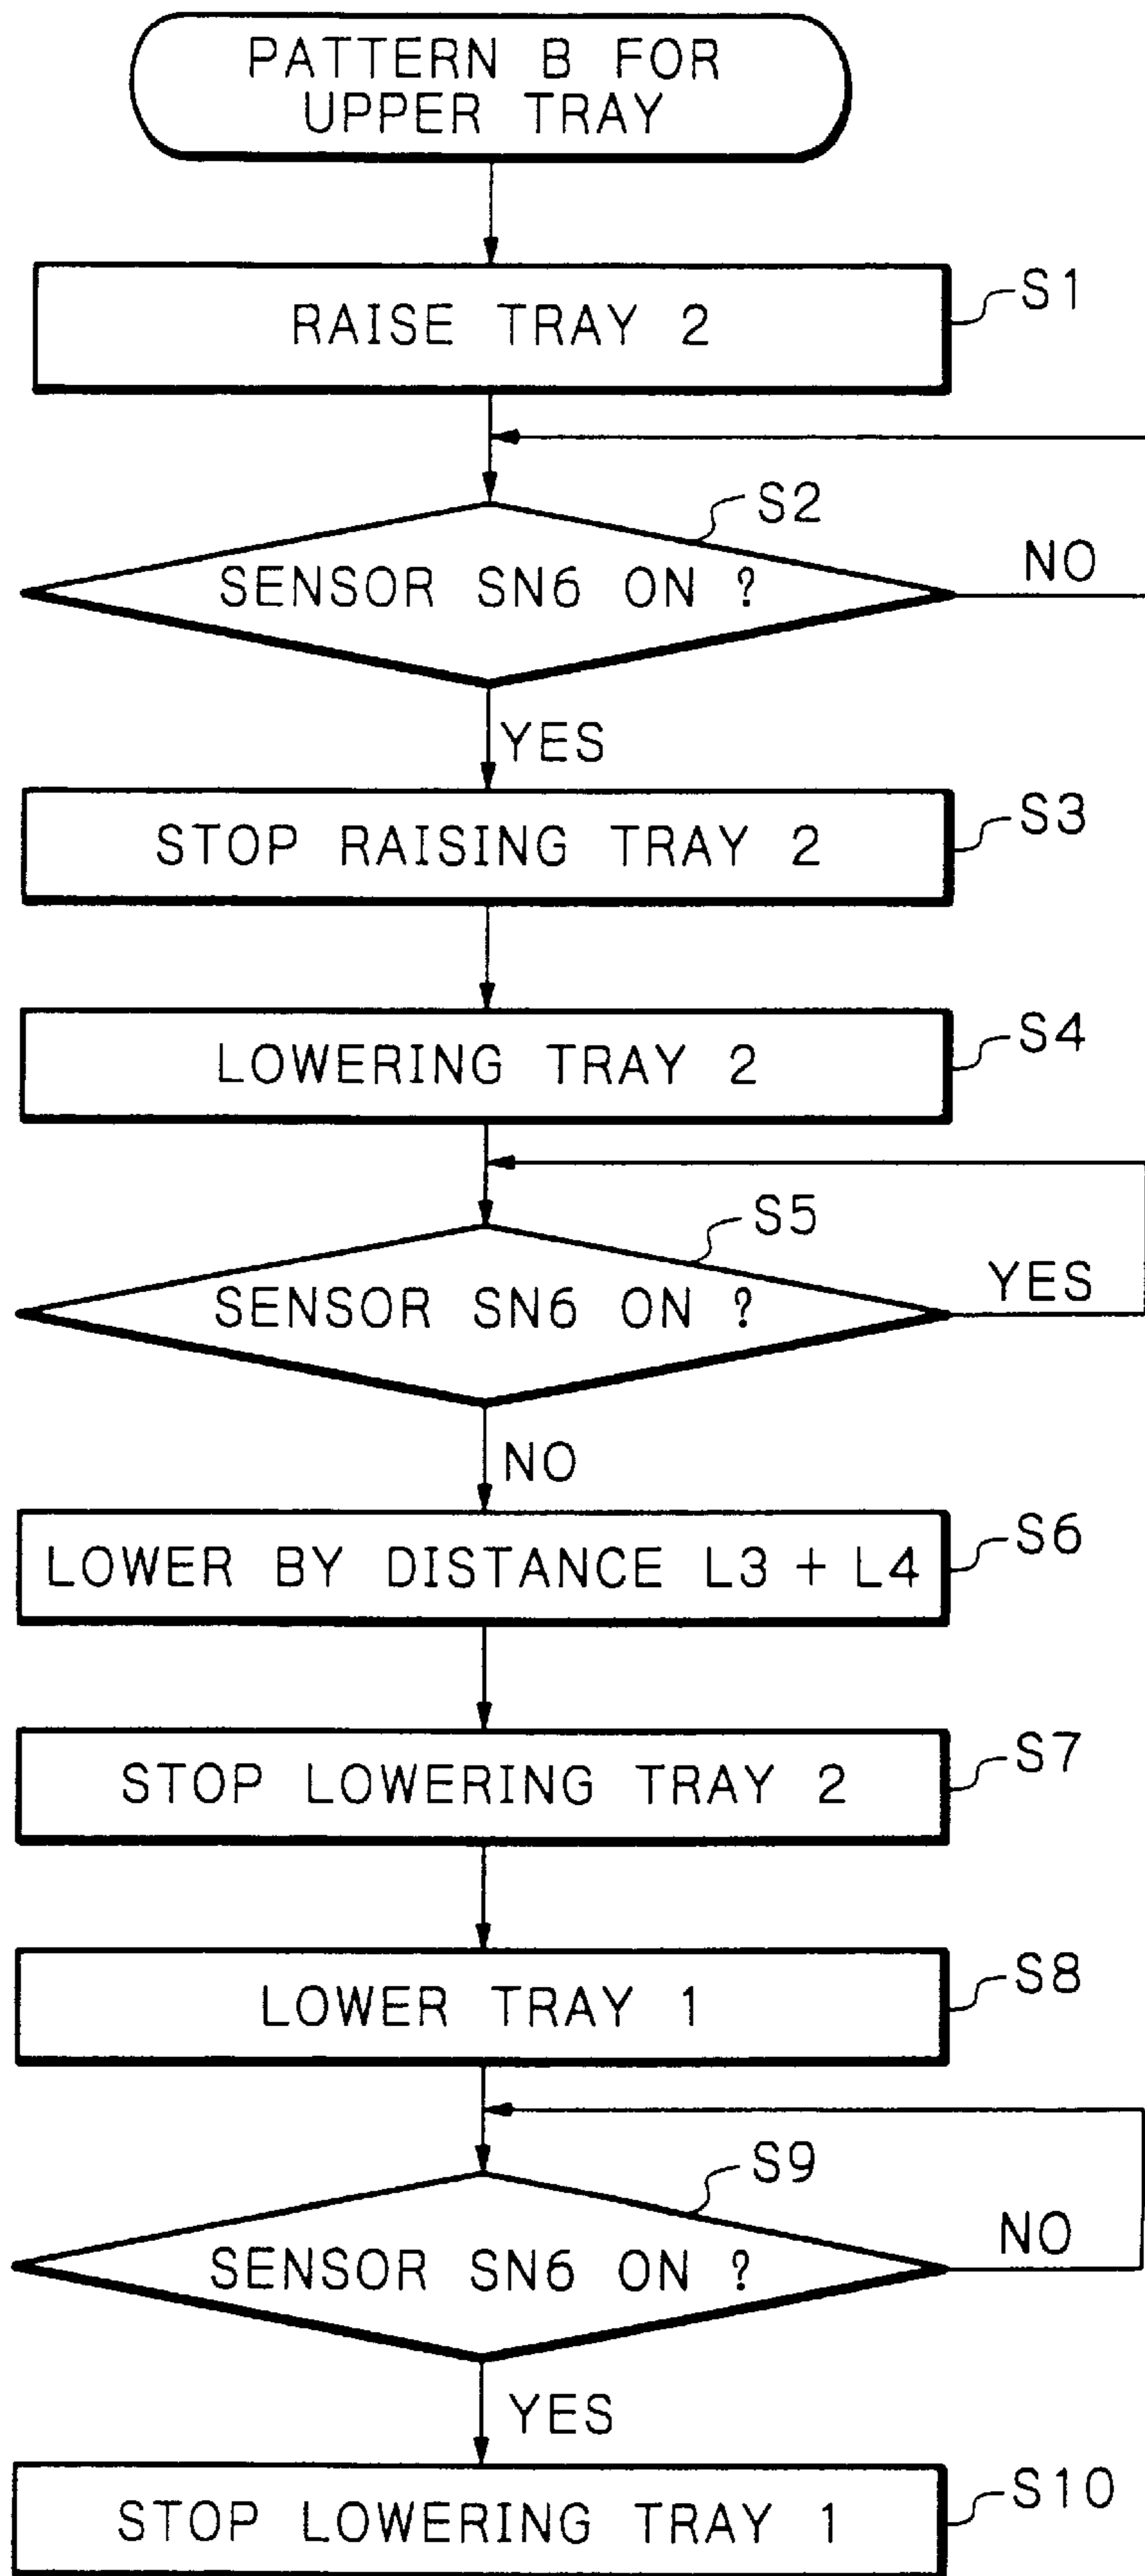 PATTERN B FOR
UPPER TRAY
RAISE TRAY 2
S1
S2
SENSOR SN6 ON ?
NO
YES
STOP RAISING TRAY 2
S3
LOWERING TRAY 2
S4
S5
SENSOR SN6 ON ?
YES
NO
LOWER BY DISTANCE L3 + L4
S6
STOP LOWERING TRAY 2
S7
LOWER TRAY 1
S8
S9
SENSOR SN6 ON ?
NO
YES
STOP LOWERING TRAY 1
S10